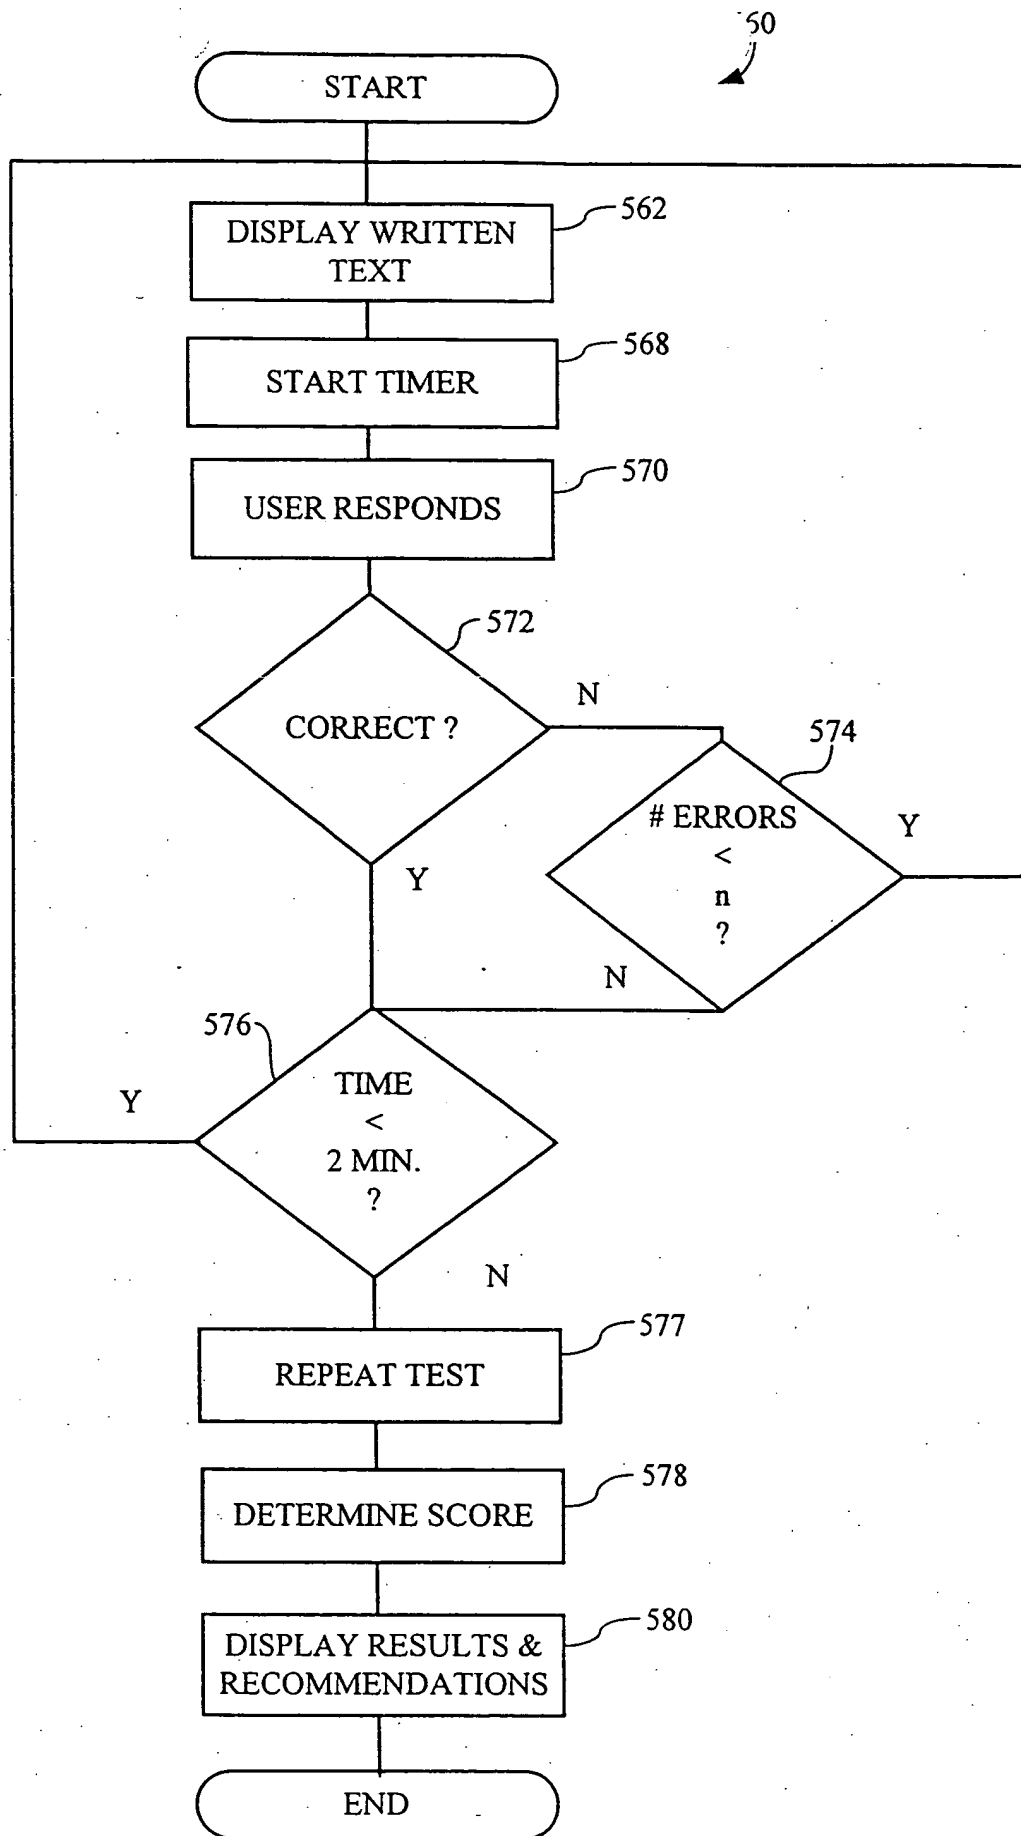 START
DISPLAY WRITTEN
TEXT
562
START TIMER
568
USER RESPONDS
570
572
CORRECT ?
N
574
# ERRORS
<
n
?
Y
Y
N
576
TIME
<
2 MIN.
?
Y
N
577
REPEAT TEST
578
DETERMINE SCORE
580
DISPLAY RESULTS &
RECOMMENDATIONS
END